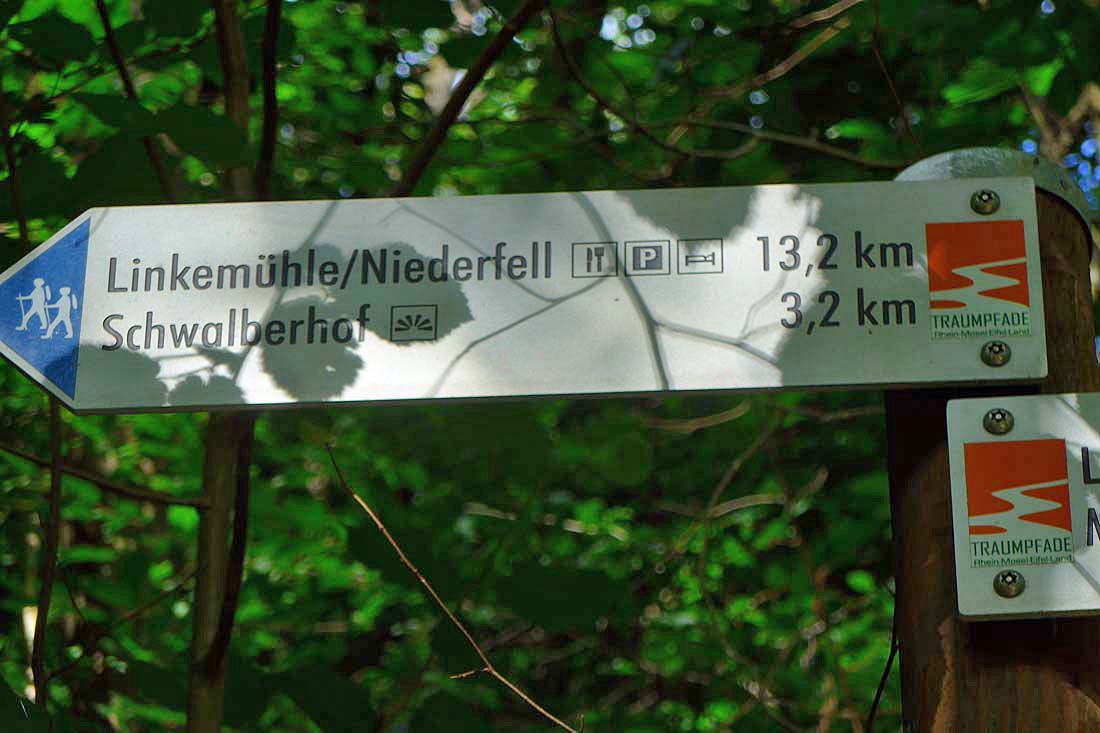 Linkemühle/Niederfell P 13,2 km
Schwalberhof 3,2 km
TRAUMPFADE
Rhein-Mosel-Eifel-Land
TRAUMPFADE
Rhein-Mosel-Eifel-Land